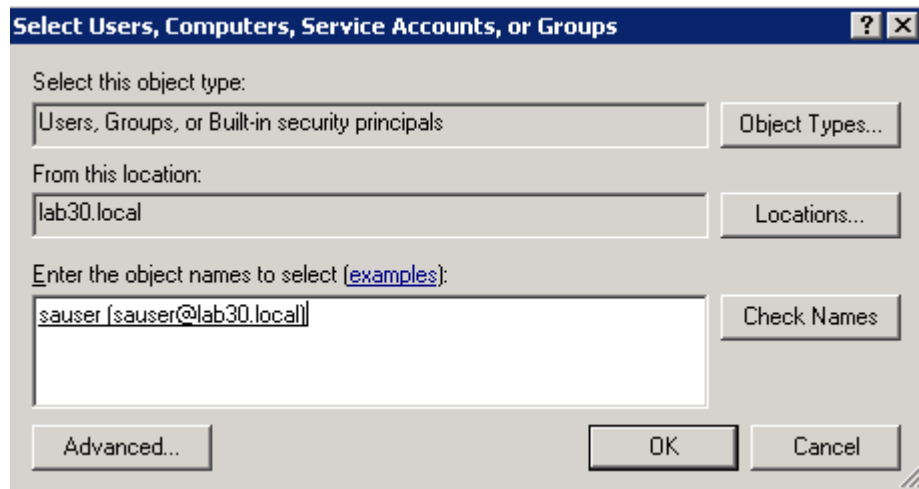 Select Users, Computers, Service Accounts, or Groups
Select this object type:
Users, Groups, or Built-in security principals
Object Types...
From this location:
lab30.local
Locations...
Enter the object names to select (examples):
sauser (sauser@lab30.local)
Check Names
Advanced...
OK
Cancel